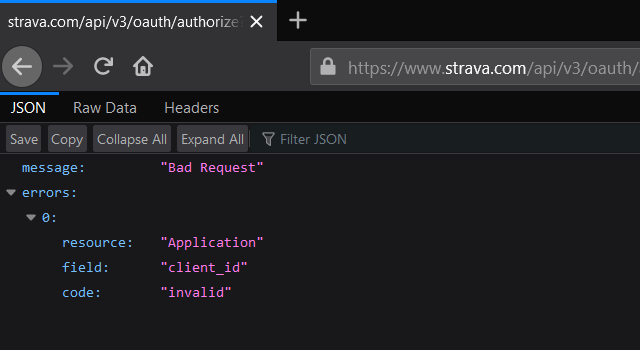 strava.com/api/v3/oauth/authorize
https://www.strava.com/api/v3/oauth/
JSON Raw Data Headers
Save Copy Collapse All Expand All Filter JSON
message: "Bad Request"
errors:
0:
resource: "Application"
field: "client_id"
code: "invalid"